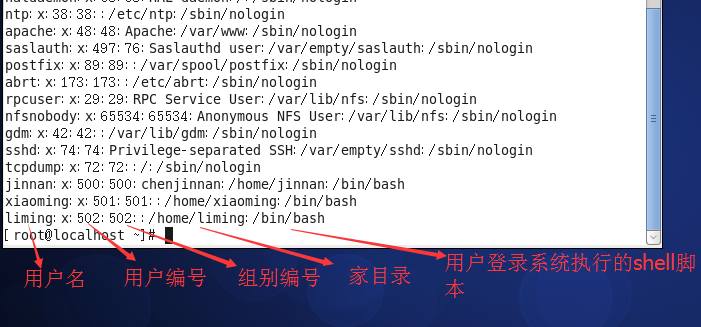 ntp:x:38:38::/etc/ntp:/sbin/nologin
apache:x:48:48:Apache:/var/www:/sbin/nologin
saslauth:x:497:76:Saslauthd user:/var/empty/saslauth:/sbin/nologin
postfix:x:89:89::/var/spool/postfix:/sbin/nologin
abrt:x:173:173::/etc/abrt:/sbin/nologin
rpcuser:x:29:29:RPC Service User:/var/lib/nfs:/sbin/nologin
nfsnobody:x:65534:65534:Anonymous NFS User:/var/lib/nfs:/sbin/nologin
gdm:x:42:42::/var/lib/gdm:/sbin/nologin
sshd:x:74:74:Privilege-separated SSH:/var/empty/sshd:/sbin/nologin
tcpdump:x:72:72::/:/sbin/nologin
jinnan:x:500:500:chenjinnan:/home/jinnan:/bin/bash
xiaoming:x:501:501::/home/xiaoming:/bin/bash
liming:x:502:502::/home/liming:/bin/bash
[root@localhost ~]#
用户名 用户编号 组别编号 家目录 用户登录系统执行的shell脚
本